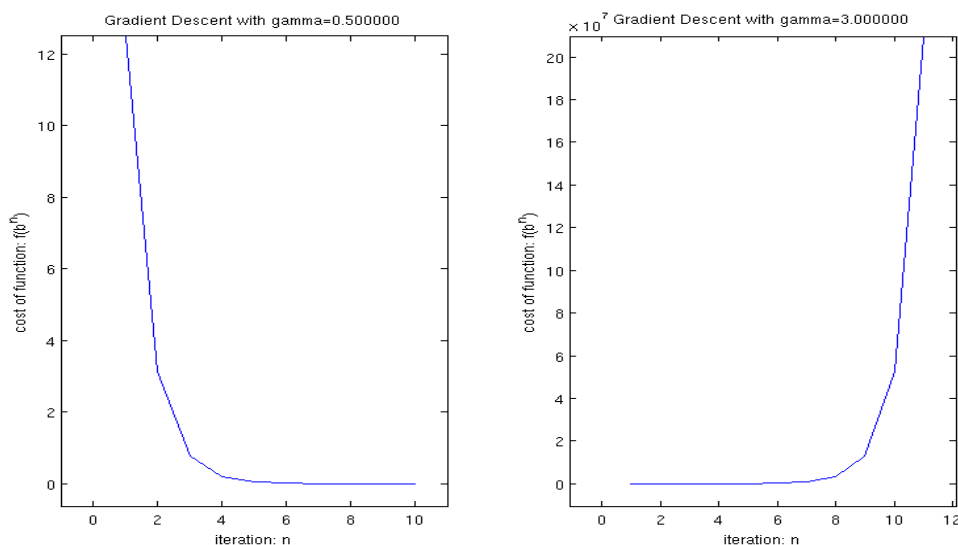 Gradient Descent with gamma=0.500000
12
10
8
6
4
2
0
cost of function: f(b^n)
0 2 4 6 8 10
iteration: n
× 10^7 Gradient Descent with gamma=3.000000
20
18
16
14
12
10
8
6
4
2
0
cost of function: f(b^n)
0 2 4 6 8 10 12
iteration: n